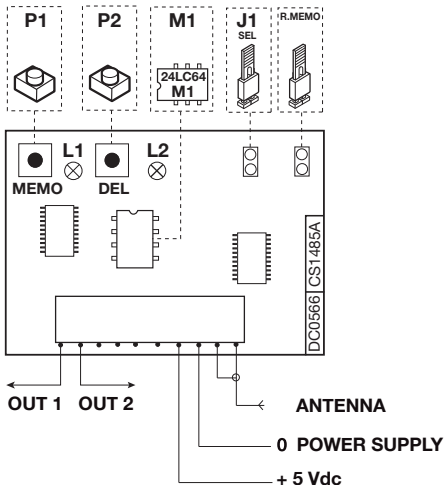 P1 P2 M1 J1 R.MEMO
SEL
24LC64
M1
L1 L2
MEMO DEL
DC0566 CS1485A
OUT 1 OUT 2
ANTENNA
0 POWER SUPPLY
+ 5 Vdc